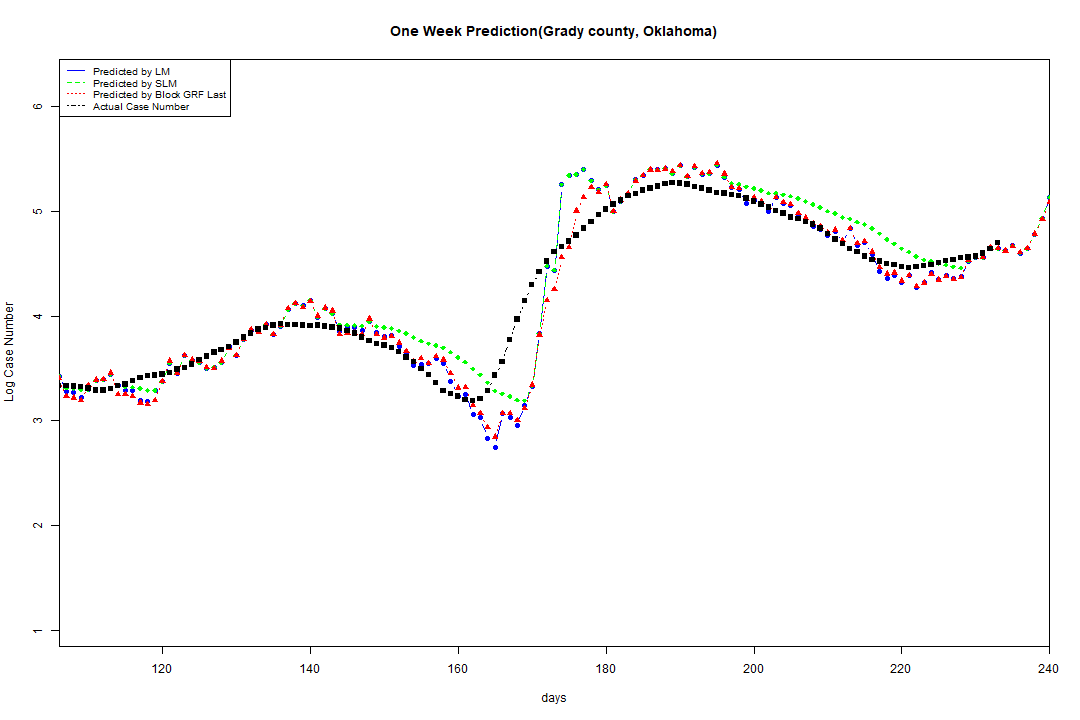 One Week Prediction(Grady county, Oklahoma)
Predicted by LM
Predicted by SLM
Predicted by Block GRF Last
Actual Case Number
6
5
4
3
2
1
Log Case Number
120 140 160 180 200 220 240
days